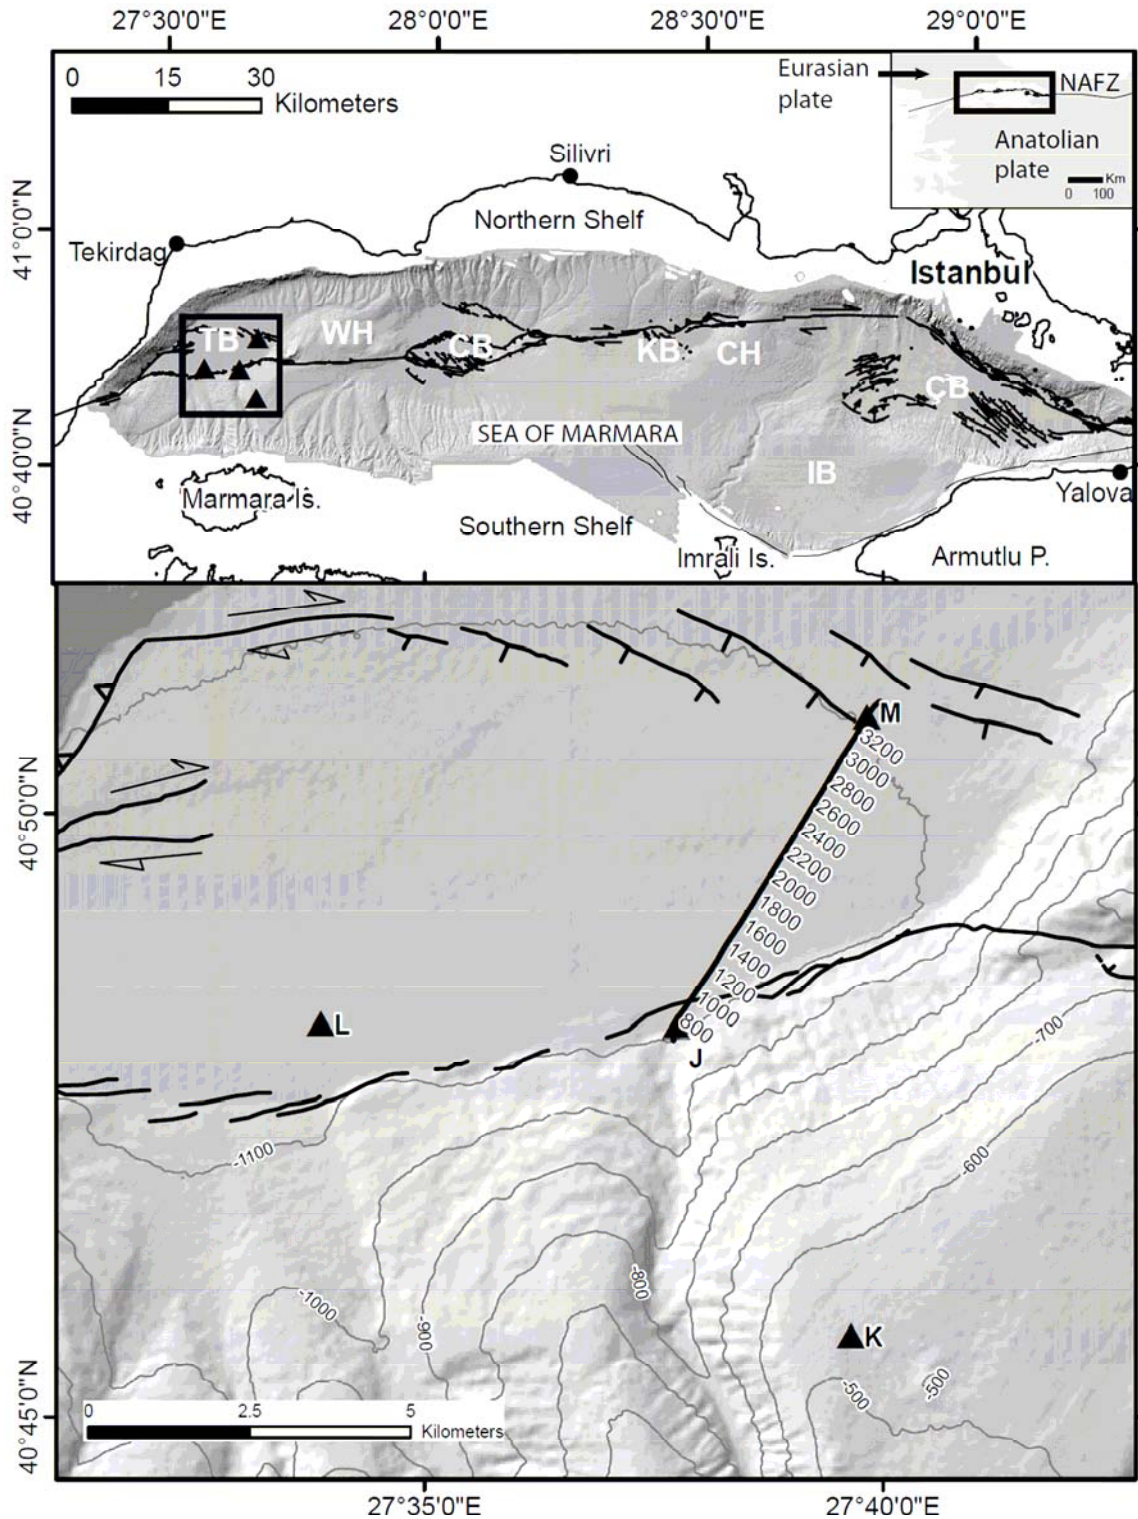 27°30'0"E 28°0'0"E 28°30'0"E 29°0'0"E
0 15 30
Kilometers
Eurasian
plate
NAFZ
Anatolian
plate
Km
0 100
Silivri
Northern Shelf
41°0'0"N
Tekirdag
Istanbul
TB
WH
CB
KB
CH
ÇB
SEA OF MARMARA
IB
40°40'0"N
Marmara Is.
Southern Shelf
Imrali Is.
Armutlu P.
Yalova
M
3200
3000
2800
2600
2400
2200
2000
1800
1600
1400
1200
1000
800
J
L
K
40°50'0"N
-1100
-1000
-900
-800
-700
-600
-500
-500
40°45'0"N
0 2.5 5
Kilometers
27°35'0"E 27°40'0"E